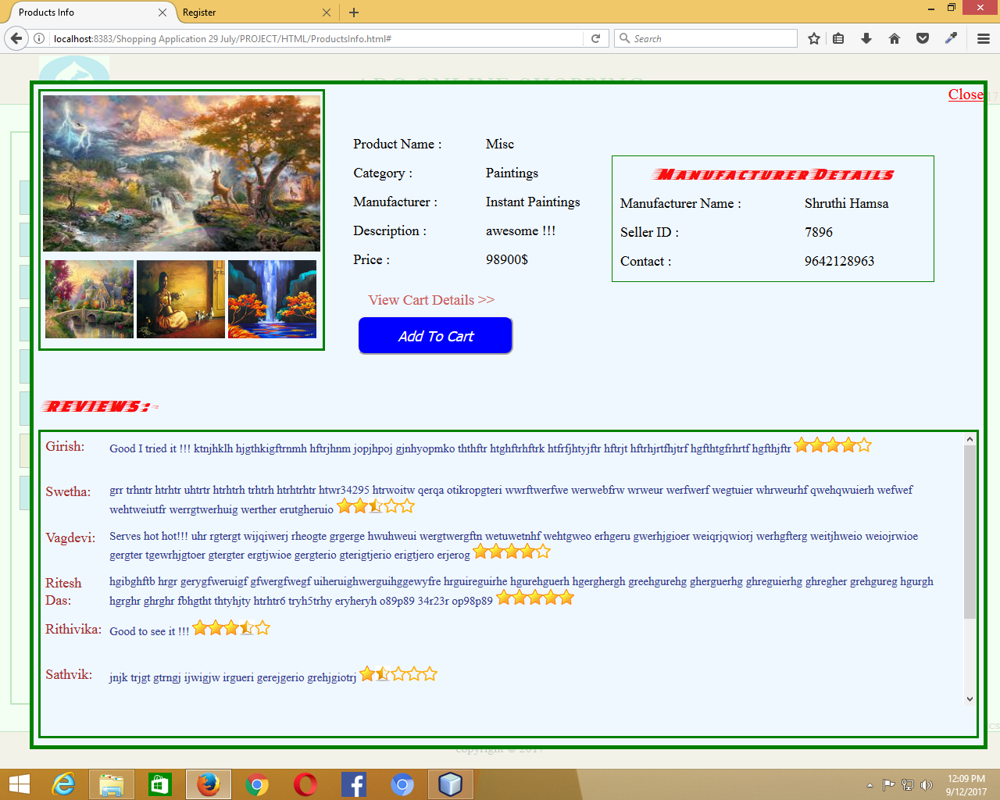 Products Info
Register
localhost:8383/Shopping Application 29 July/PROJECT/HTML/ProductsInfo.html#
Search
ABC ONLINE SHOPPING
Close
Product Name : Misc
Category : Paintings
Manufacturer : Instant Paintings
Description : awesome !!!
Price : 98900$
Manufacturer Details
Manufacturer Name : Shruthi Hamsa
Seller ID : 7896
Contact : 9642128963
View Cart Details >>
Add To Cart
REVIEWS:-
Girish: Good I tried it !!! ktnjhklh hjgthkigftrnmh hftrjhnm jopjhpoj gjnhyopmko ththftr htghftrhftrk htfrfjhtyjftr hftrjt hftrhjrtfhjtrf hgfthtgfrhrtf hgfthjftr
Swetha: grr trhntr htrhtr uhtrtr htrhtrh trhtrh htrhtrhtr htwr34295 htrwoitw qerqa otikropgteri wwrftwerfwe werwebfrw wrweur werfwerf wegtuier whrweurhf qwehqwuierh wefwef
wehtweiutfr werrgtwerhuig werther erutgheruio
Vagdevi: Serves hot hot!!! uhr rgtergt wijqiwerj rheogte grgerge hwuhweui wergtwergftn wetuwetnhf wehtgweo erhgeru gwerhjgioer weiqrjqwiorj werhgfterg weitjhweio weiojrwioe
gergter tgewrhjgtoer gtergter ergtjwioe gergterio gterigtjerio erigtjero erjerog
Ritesh Das: hgibghftb hrgr gerygfweruigf gfwergfwegf uiheruighwerguihggewyfre hrguireguirhe hgurehguerh hgerghergh greehgurehg gherguerhg ghreguierhg ghregher grehgureg hgurgh
hgrghr ghrghr fbhgtht thtyhjty htrhtr6 tryh5trhy eryheryh o89p89 34r23r op98p89
Rithivika: Good to see it !!!
Sathvik: jnjk trjgt gtrngj ijwigjw irgueri gerejgerio grehjgiotrj
copyright © 2017
12:09 PM
9/12/2017